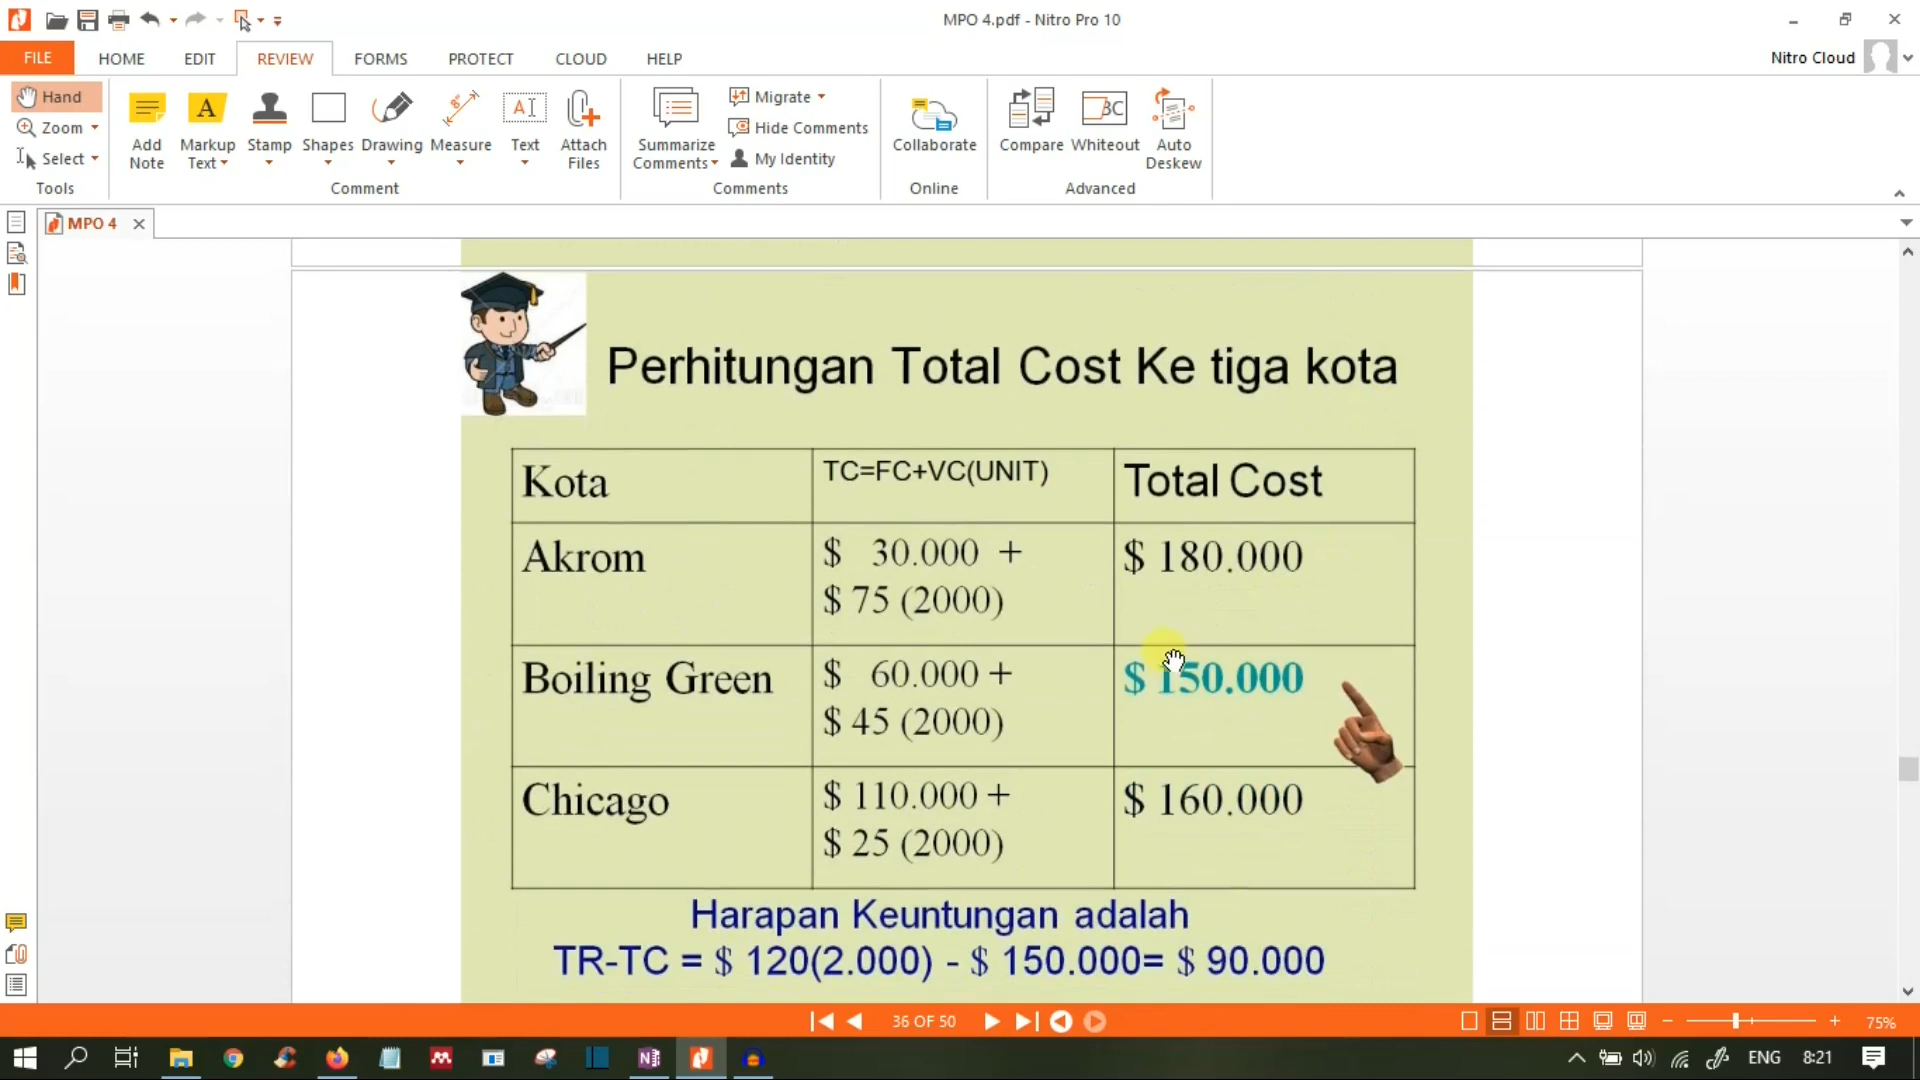 MPO 4.pdf - Nitro Pro 10
FILE HOME EDIT REVIEW FORMS PROTECT CLOUD HELP
Nitro Cloud
Hand
Zoom
Select
Tools
Add Note
Markup Text
Stamp
Shapes
Drawing
Measure
Text
Attach Files
Comment
Summarize Comments
Migrate
Hide Comments
My Identity
Comments
Collaborate
Online
Compare
Whiteout
Auto Deskew
Advanced
MPO 4
Perhitungan Total Cost Ke tiga kota
Kota TC=FC+VC(UNIT) Total Cost
Akrom $ 30.000 + $ 180.000
$ 75 (2000)
Boiling Green $ 60.000 + $ 150.000
$ 45 (2000)
Chicago $ 110.000 + $ 160.000
$ 25 (2000)
Harapan Keuntungan adalah
TR-TC = $ 120(2.000) - $ 150.000= $ 90.000
36 OF 50
75%
ENG 8:21